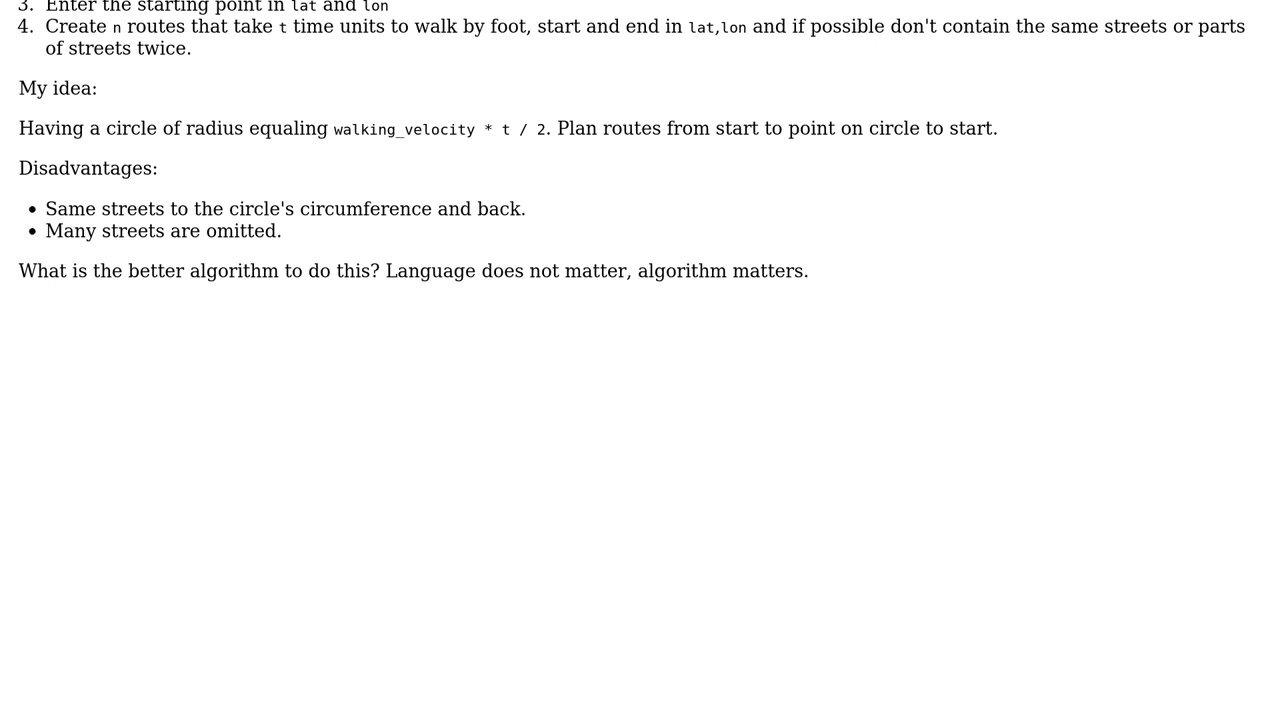 3. Enter the starting point in lat and lon
4. Create n routes that take t time units to walk by foot, start and end in lat,lon and if possible don't contain the same streets or parts
of streets twice.
My idea:
Having a circle of radius equaling walking_velocity * t / 2. Plan routes from start to point on circle to start.
Disadvantages:
• Same streets to the circle's circumference and back.
• Many streets are omitted.
What is the better algorithm to do this? Language does not matter, algorithm matters.